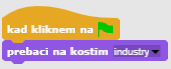 kad kliknem na
prebaci na kostim industry